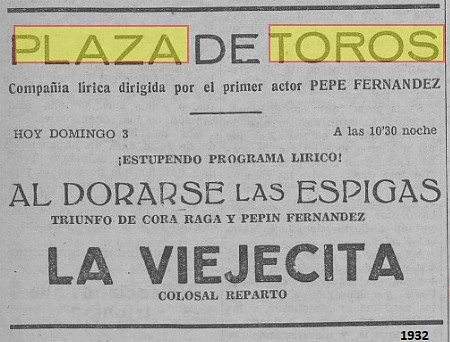 PLAZA DE TOROS
Compañía lírica dirigida por el primer actor PEPE FERNANDEZ
HOY DOMINGO 3 A las 10'30 noche
¡ESTUPENDO PROGRAMA LIRICO!
AL DORARSE LAS ESPIGAS
TRIUNFO DE CORA RAGA Y PEPIN FERNANDEZ
LA VIEJECITA
COLOSAL REPARTO
1932